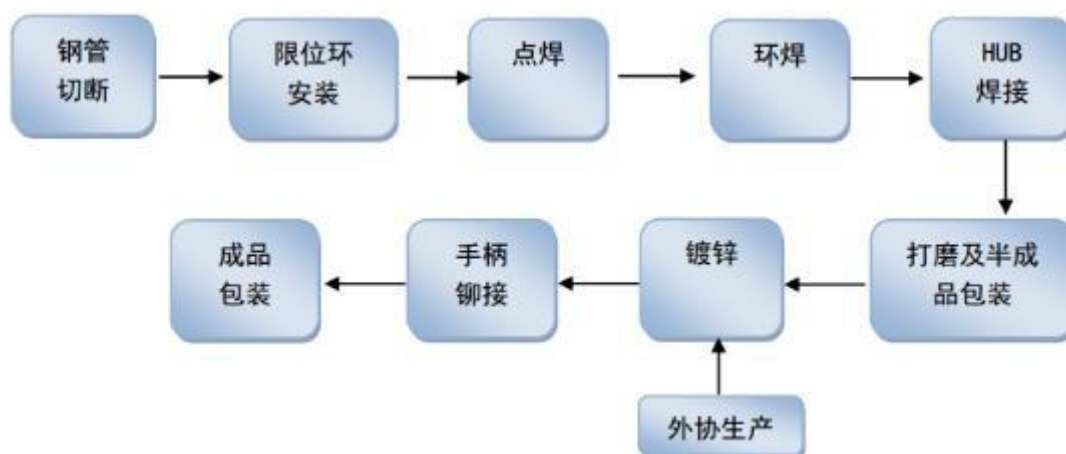 钢管
切断
限位环
安装
点焊
环焊
HUB
焊接
成品
包装
手柄
铆接
镀锌
打磨及半成
品包装
外协生产